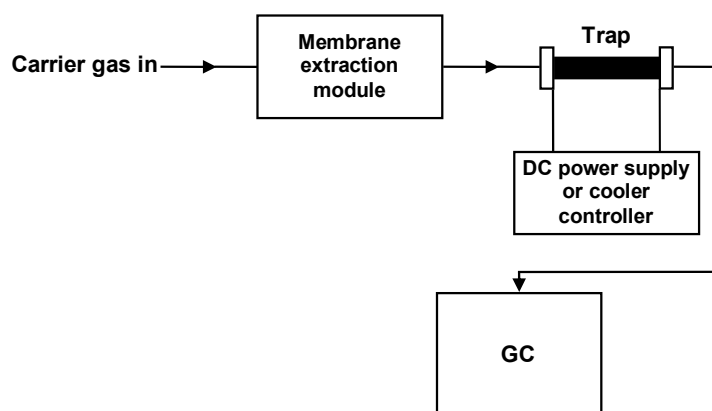 Carrier gas in
Membrane
extraction
module
Trap
DC power supply
or cooler
controller
GC